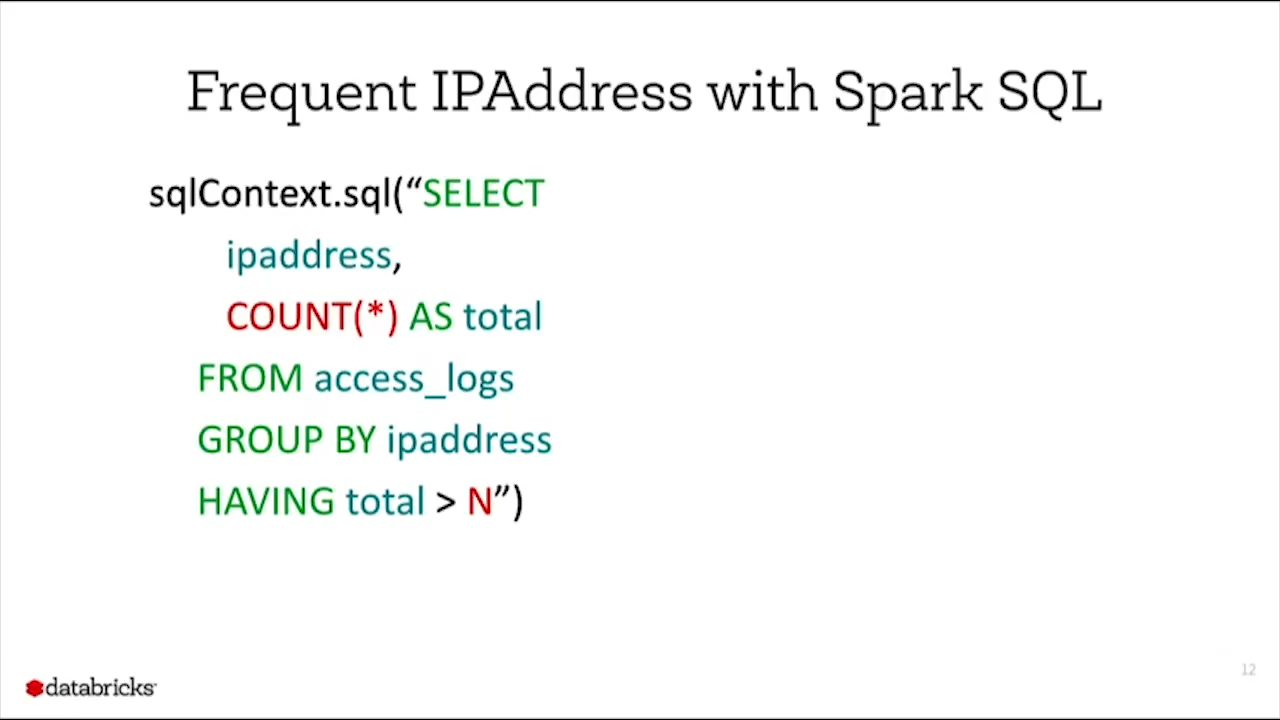 Frequent IPAddress with Spark SQL
sqlContext.sql(“SELECT
ipaddress,
COUNT(*) AS total
FROM access_logs
GROUP BY ipaddress
HAVING total > N”)
databricks
12